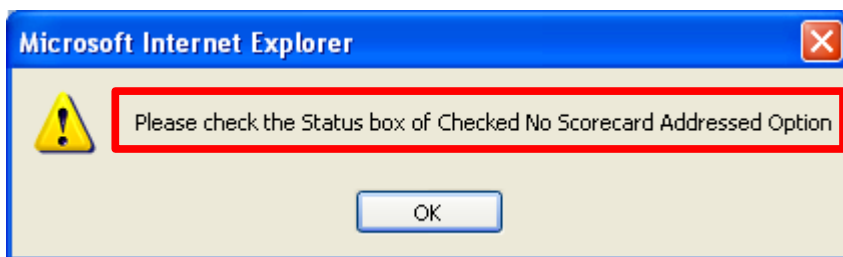 Microsoft Internet Explorer
Please check the Status box of Checked No Scorecard Addressed Option
OK